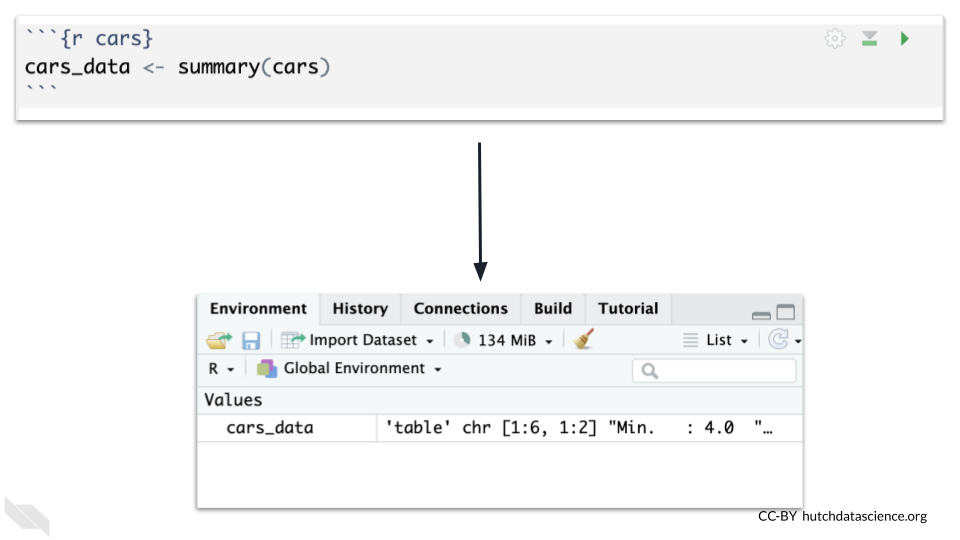 ```{r cars}
cars_data <- summary(cars)
```
Environment History Connections Build Tutorial
Import Dataset 134 MiB List
R Global Environment
Values
cars_data 'table' chr [1:6, 1:2] "Min.   : 4.0  "…
CC-BY hutchdatascience.org